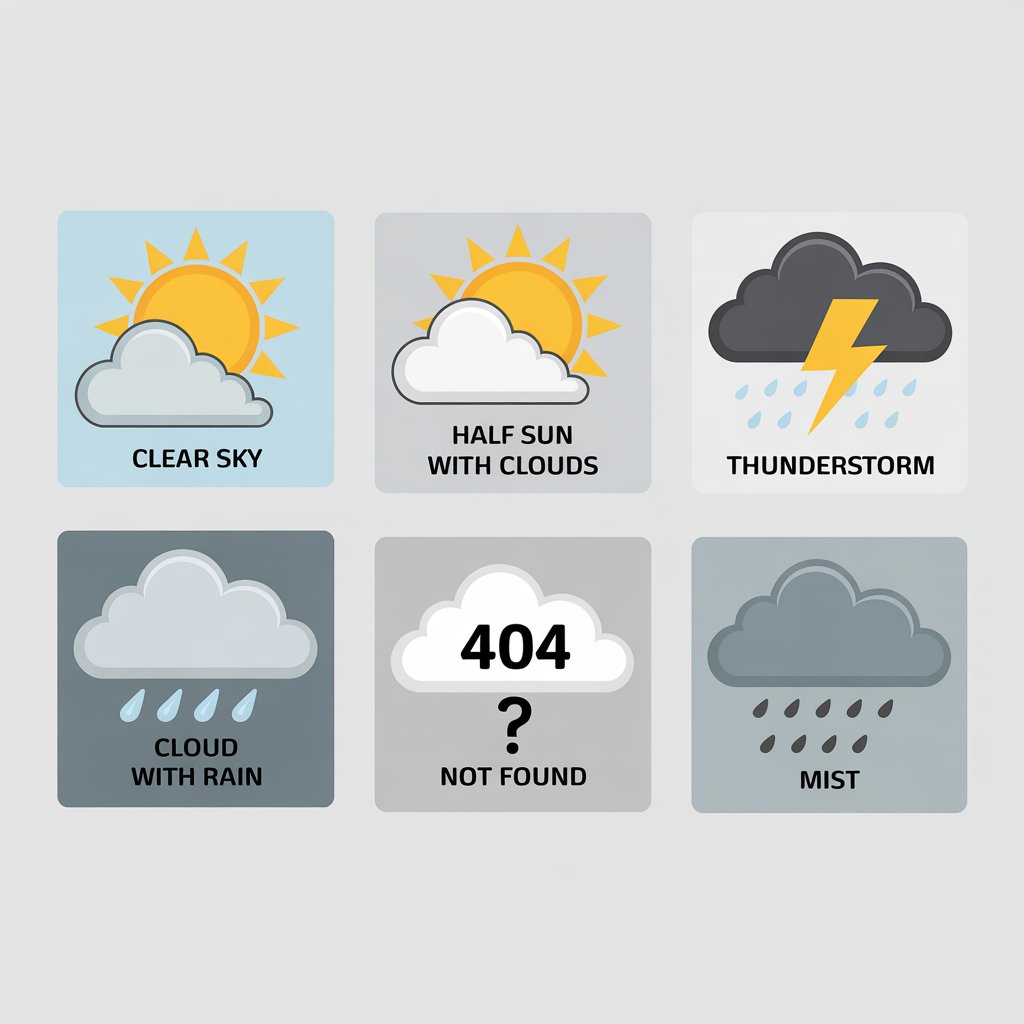 CLEAR SKY
HALF SUN
WITH CLOUDS
THUNDERSTORM
CLOUD
WITH RAIN
404
?
NOT FOUND
MIST